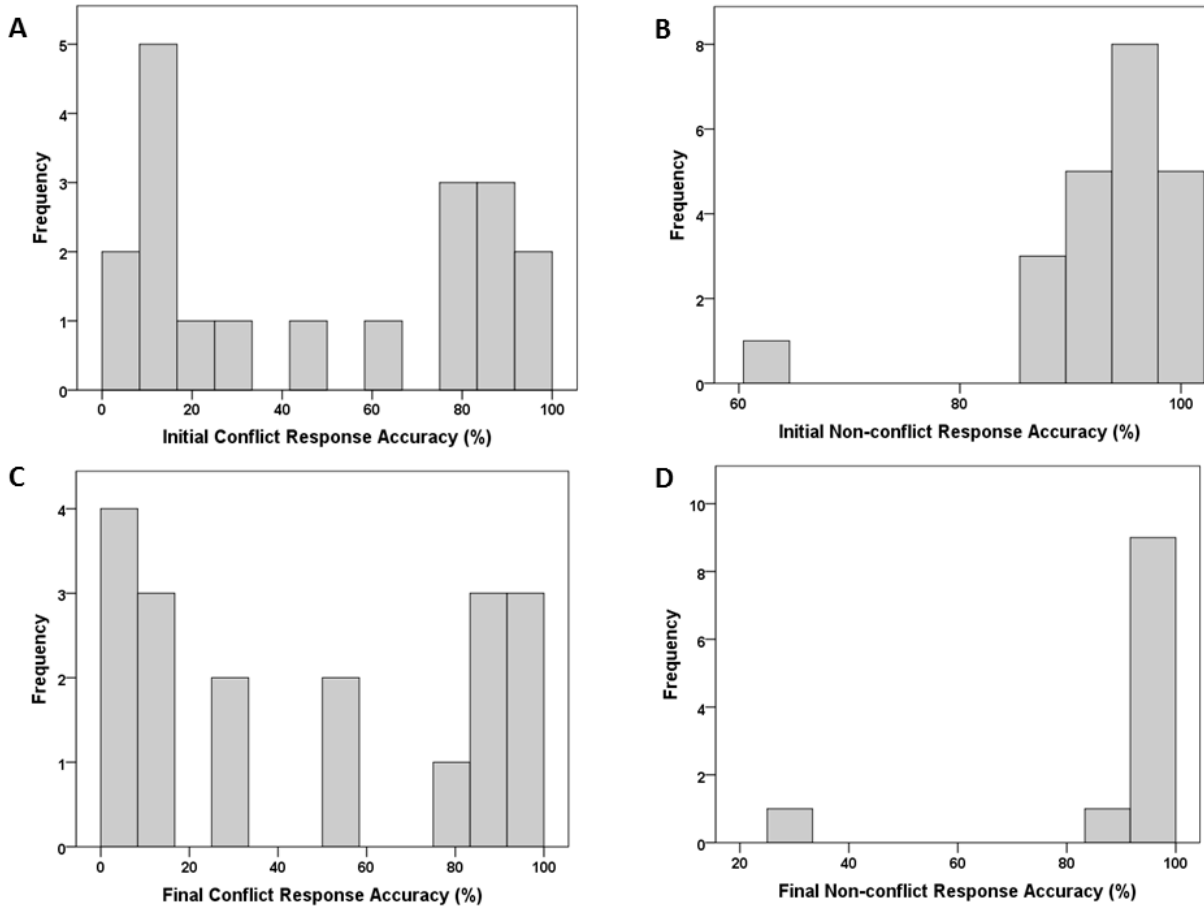 A
Frequency
5
4
3
2
1
0
0 20 40 60 80 100
Initial Conflict Response Accuracy (%)
B
Frequency
8
6
4
2
0
60 80 100
Initial Non-conflict Response Accuracy (%)
C
Frequency
4
3
2
1
0
0 20 40 60 80 100
Final Conflict Response Accuracy (%)
D
Frequency
10
8
6
4
2
0
20 40 60 80 100
Final Non-conflict Response Accuracy (%)